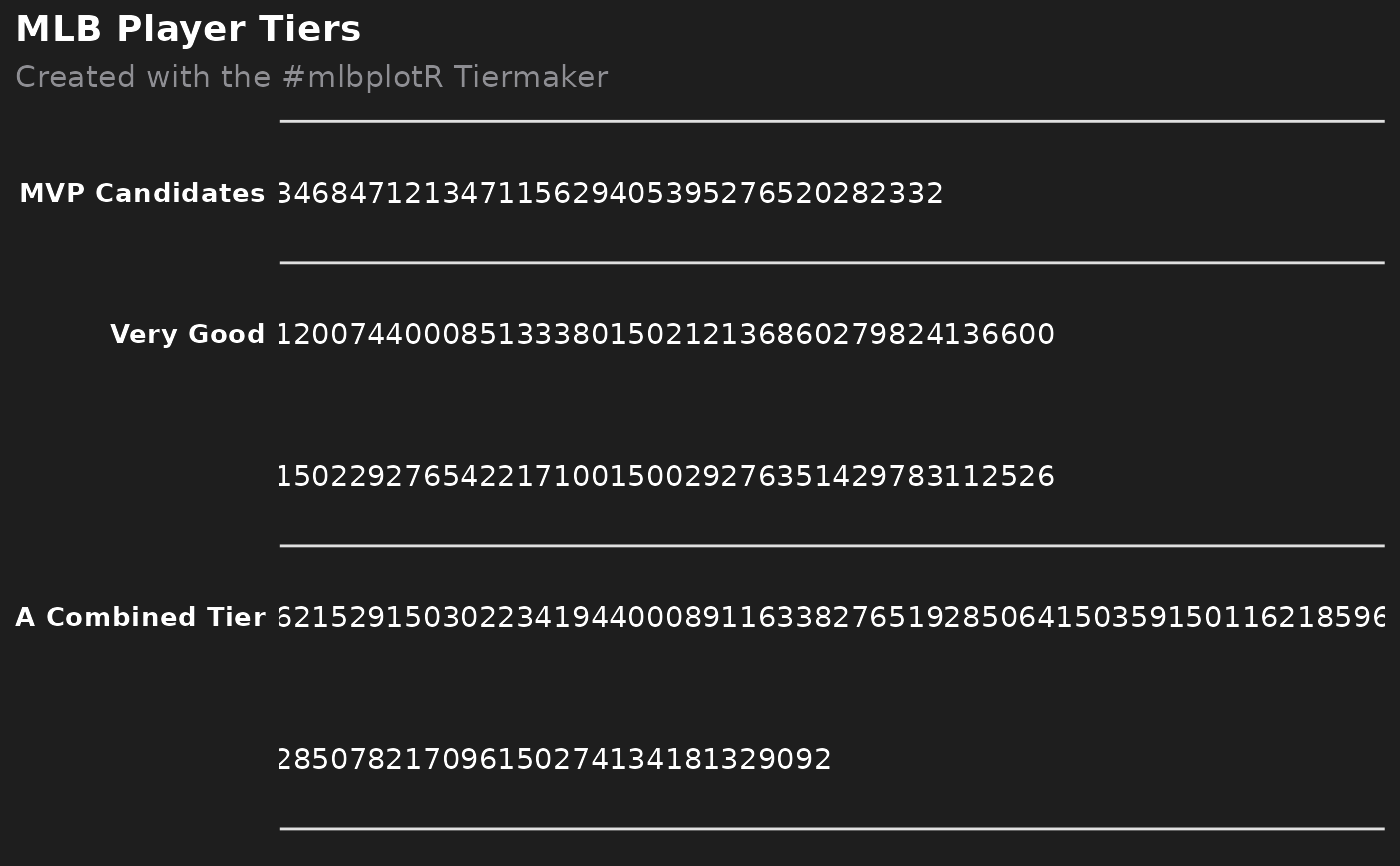 MLB Player Tiers
Created with the #mlbplotR Tiermaker
MVP Candidates
346847121347115629405395276520282332
Very Good
120074400085133380150212136860279824136600
150229276542217100150029276351429783112526
A Combined Tier
621529150302234194400089116338276519285064150359150116218596
285078217096150274134181329092